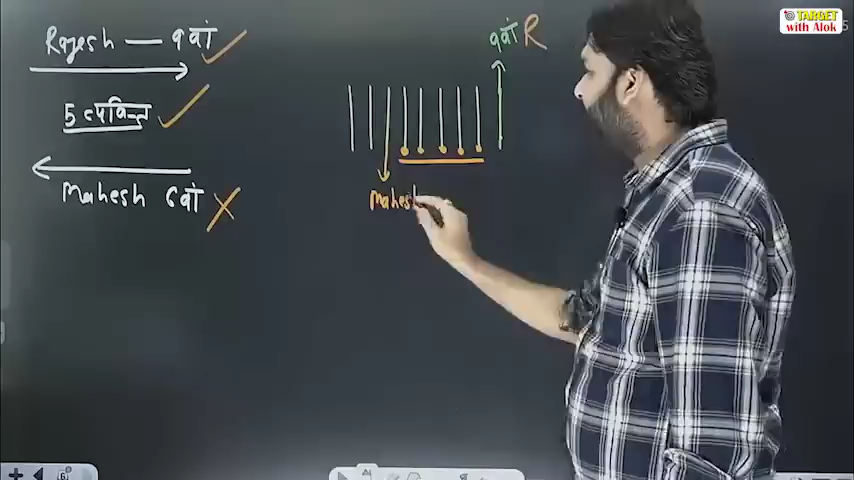 Rajesh — 9वां
5 व्यक्ति
Mahesh 6वां
9वां R
Mahesh
TARGET
with Alok